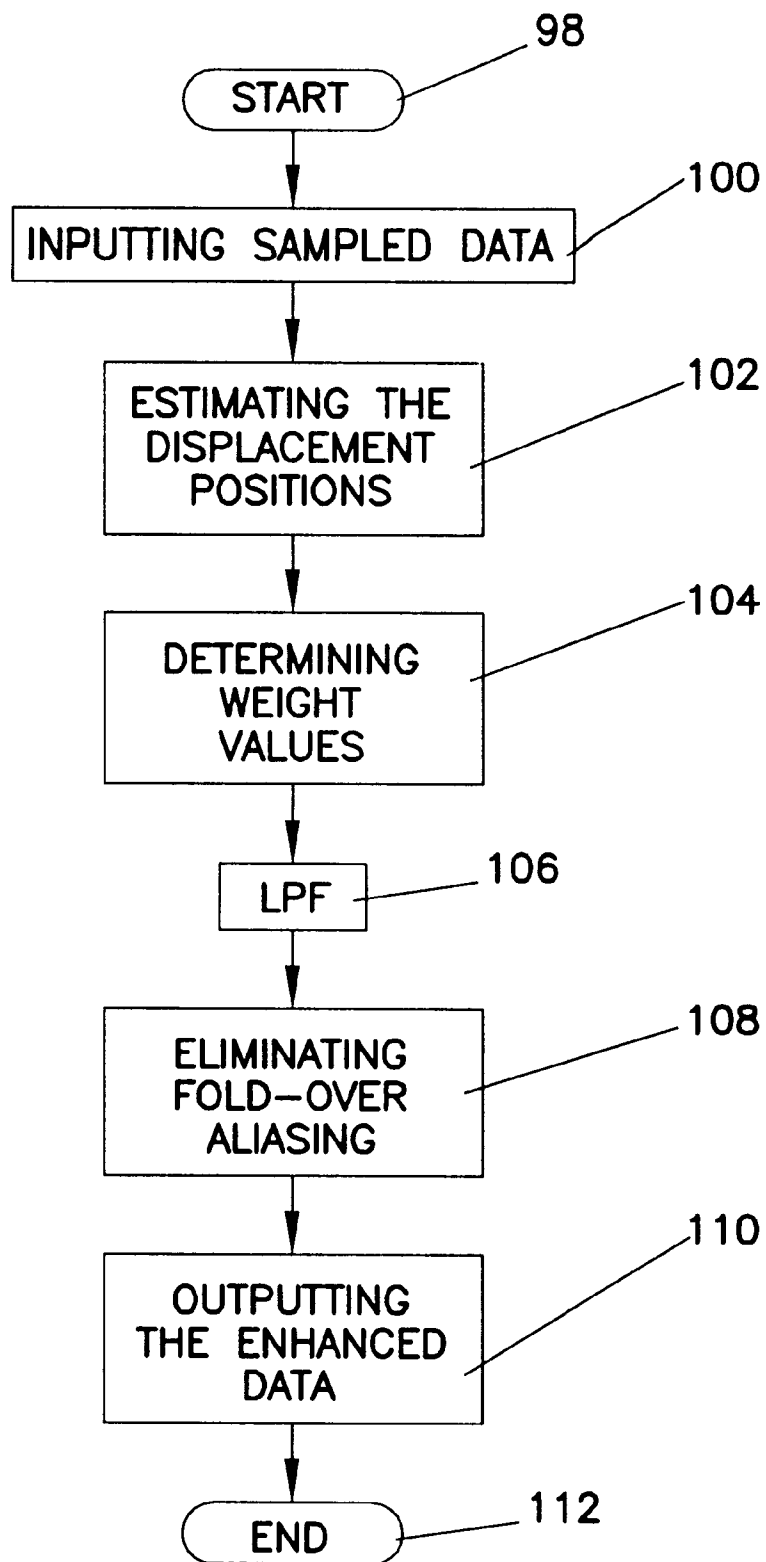 98
START
100
INPUTTING SAMPLED DATA
102
ESTIMATING THE
DISPLACEMENT
POSITIONS
104
DETERMINING
WEIGHT
VALUES
106
LPF
108
ELIMINATING
FOLD-OVER
ALIASING
110
OUTPUTTING
THE ENHANCED
DATA
112
END